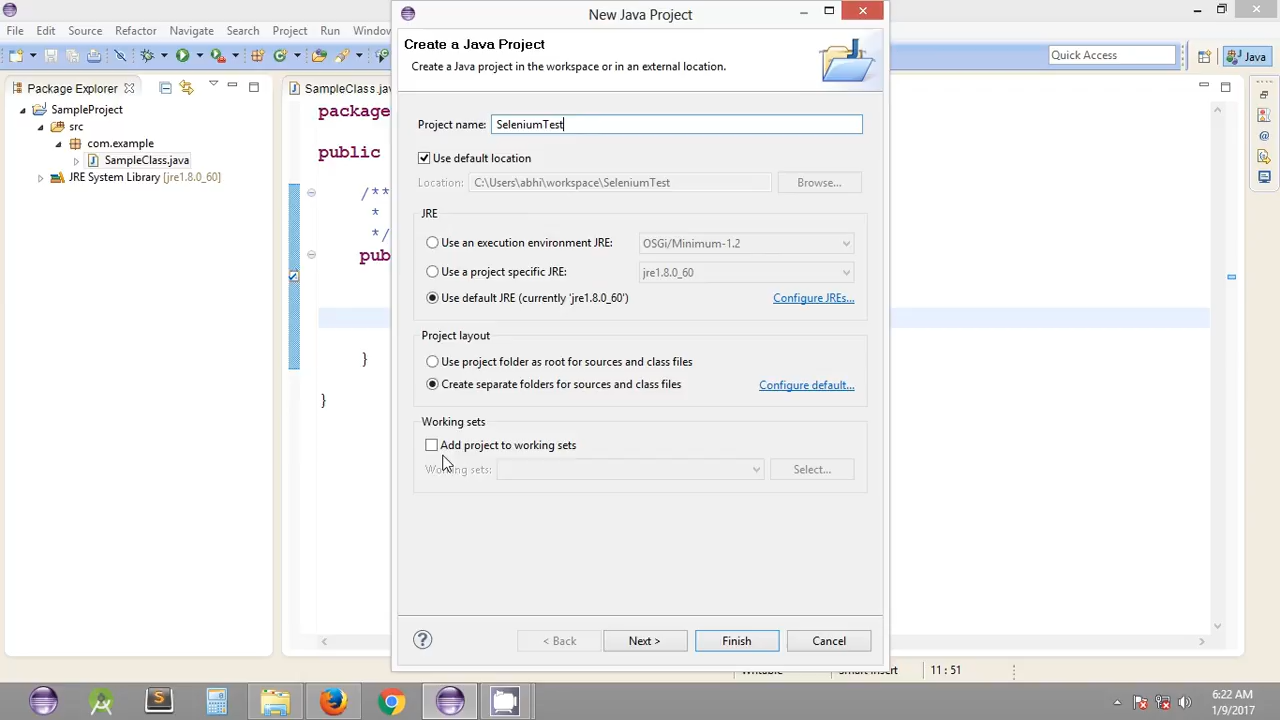 New Java Project
File Edit Source Refactor Navigate Search Project Run Window
Create a Java Project
Create a Java project in the workspace or in an external location.
Quick Access
Java
Package Explorer
SampleClass.jav
SampleProject
src
com.example
SampleClass.java
JRE System Library [jre1.8.0_60]
package
public
/**
*
*/
pub
}
}
Project name: SeleniumTest
Use default location
Location: C:\Users\abhi\workspace\SeleniumTest Browse...
JRE
Use an execution environment JRE: OSGi/Minimum-1.2
Use a project specific JRE: jre1.8.0_60
Use default JRE (currently 'jre1.8.0_60') Configure JREs...
Project layout
Use project folder as root for sources and class files
Create separate folders for sources and class files Configure default...
Working sets
Add project to working sets
Working sets: Select...
? < Back Next > Finish Cancel
Writable Smart Insert 11 : 51
6:22 AM
1/9/2017